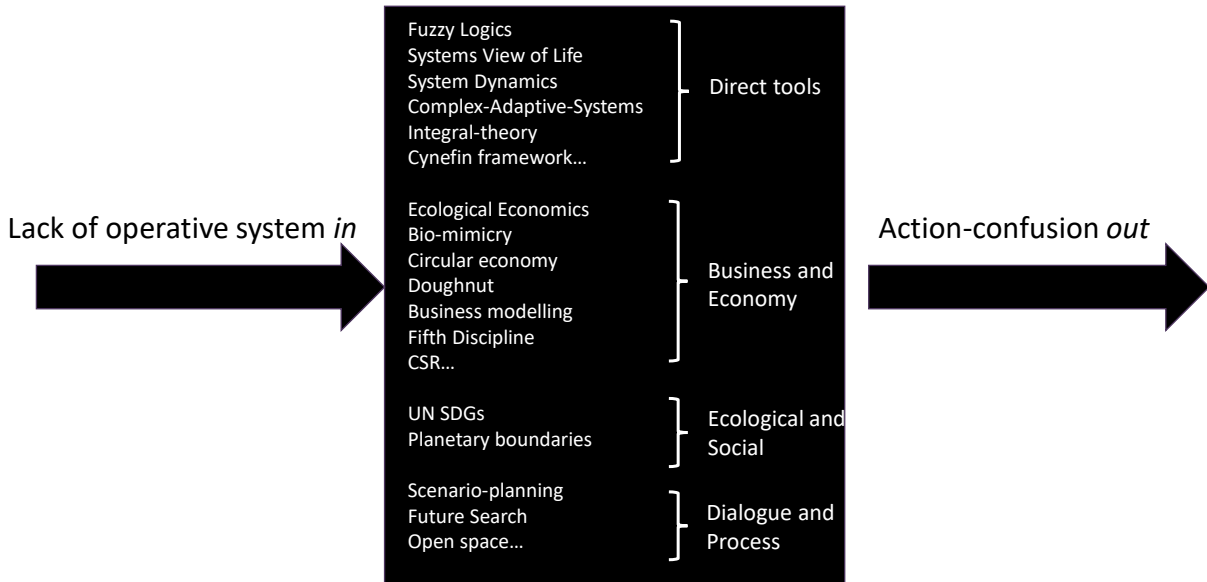 Fuzzy Logics
Systems View of Life
System Dynamics
Complex-Adaptive-Systems
Integral-theory
Cynefin framework…
Direct tools
Lack of operative system in
Ecological Economics
Bio-mimicry
Circular economy
Doughnut
Business modelling
Fifth Discipline
CSR…
Business and
Economy
Action-confusion out
UN SDGs
Planetary boundaries
Ecological and
Social
Scenario-planning
Future Search
Open space…
Dialogue and
Process